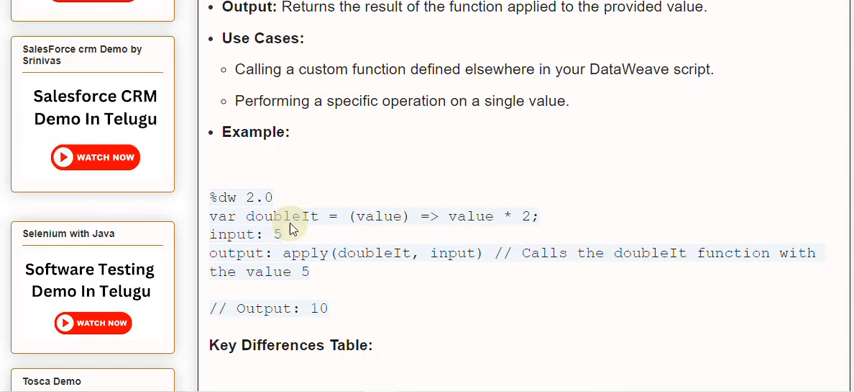 SalesForce crm Demo by
Srinivas
Salesforce CRM
Demo In Telugu
WATCH NOW
Selenium with Java
Software Testing
Demo In Telugu
WATCH NOW
Tosca Demo
• Output: Returns the result of the function applied to the provided value.
• Use Cases:
○ Calling a custom function defined elsewhere in your DataWeave script.
○ Performing a specific operation on a single value.
• Example:
%dw 2.0
var doubleIt = (value) => value * 2;
input: 5
output: apply(doubleIt, input) // Calls the doubleIt function with
the value 5
// Output: 10
Key Differences Table: